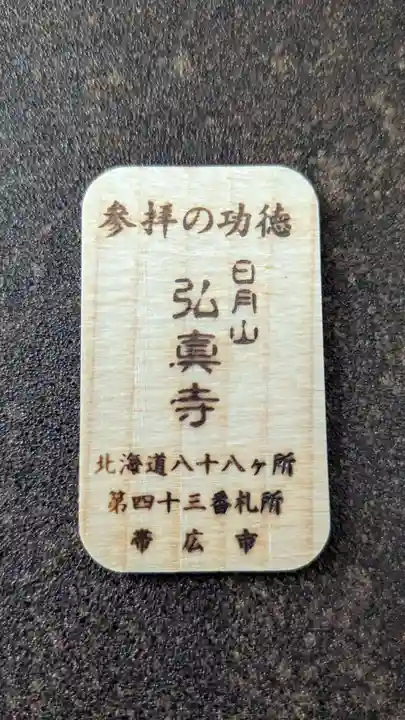 参拝の功徳
日月山
弘真寺
北海道八十八ヶ所
第四十三番札所
帯広市